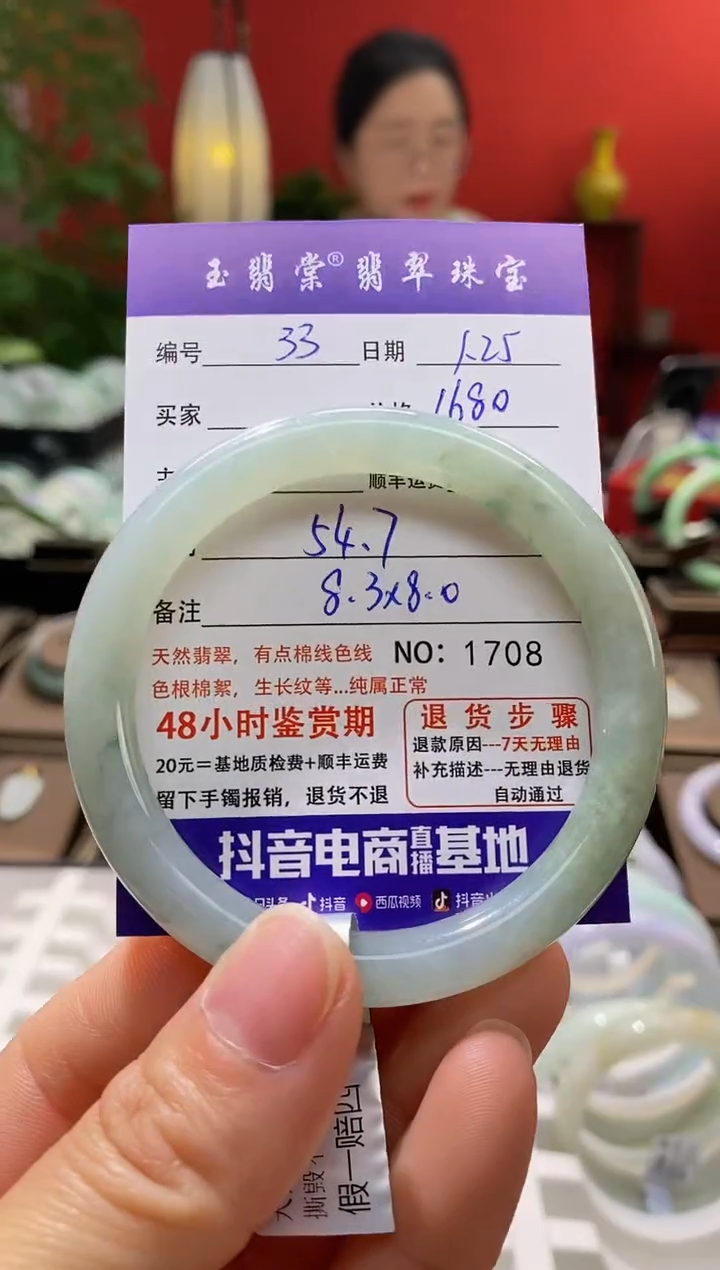 玉翡棠® 翡翠珠宝
编号 33 日期 1.25
买家 1680
顺丰运
54.7
备注 8.3x8.0
天然翡翠，有点棉线色线 NO：1708
色根棉絮，生长纹等...纯属正常
48小时鉴赏期
20元＝基地质检费+顺丰运费
留下手镯报销，退货不退
退货步骤
退款原因---7天无理由
补充描述---无理由退货
自动通过
抖音电商直播基地
抖音 西瓜视频 抖音
撕毁不
假一赔四